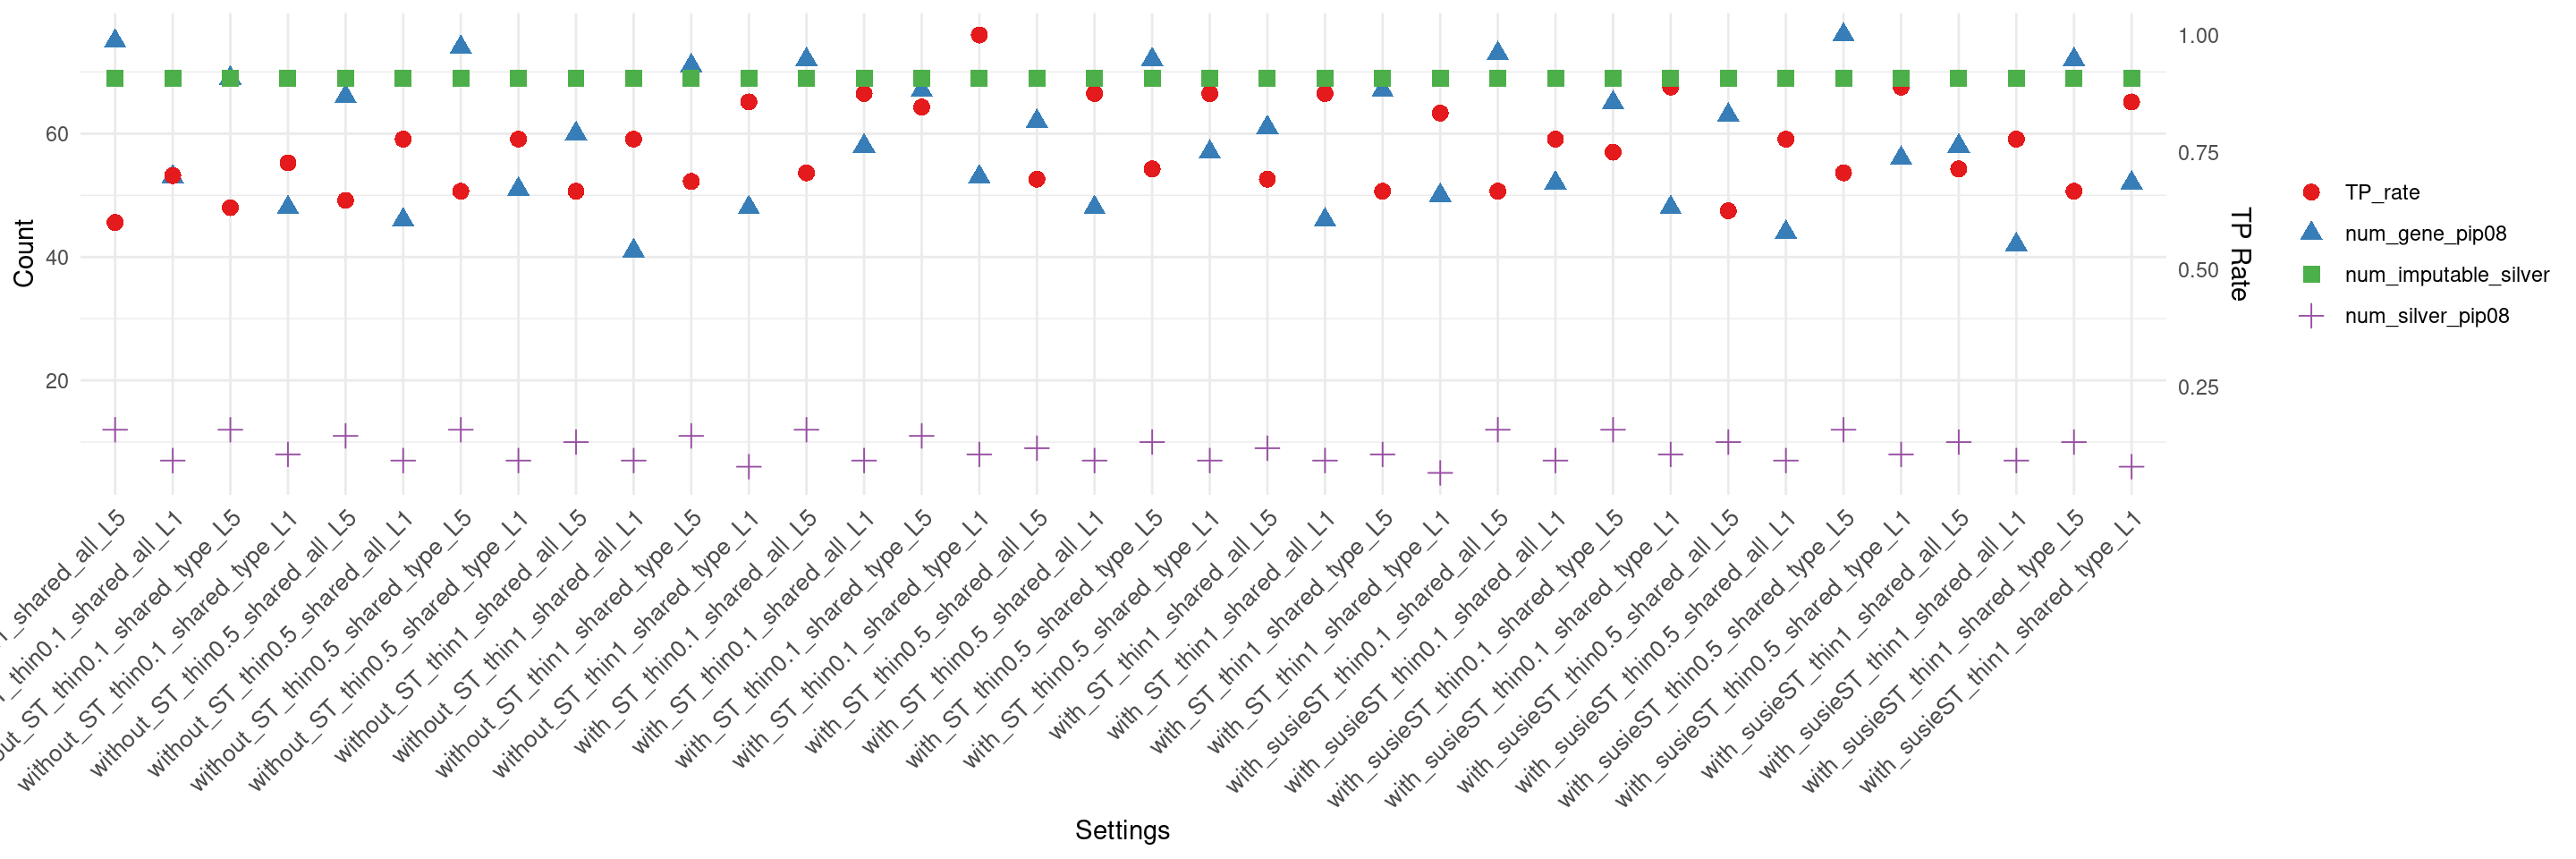 Count
60
40
20
1.00
0.75
0.50
0.25
TP Rate
TP_rate
num_gene_pip08
num_imputable_silver
num_silver_pip08
1_shared_all_L5
T_thin0.1_shared_all_L1
out_ST_thin0.1_shared_type_L5
without_ST_thin0.1_shared_type_L1
without_ST_thin0.5_shared_all_L5
without_ST_thin0.5_shared_all_L1
without_ST_thin0.5_shared_type_L5
without_ST_thin0.5_shared_type_L1
without_ST_thin1_shared_all_L5
without_ST_thin1_shared_all_L1
without_ST_thin1_shared_type_L5
without_ST_thin1_shared_type_L1
with_ST_thin0.1_shared_all_L5
with_ST_thin0.1_shared_all_L1
with_ST_thin0.1_shared_type_L5
with_ST_thin0.1_shared_type_L1
with_ST_thin0.5_shared_all_L5
with_ST_thin0.5_shared_all_L1
with_ST_thin0.5_shared_type_L5
with_ST_thin0.5_shared_type_L1
with_ST_thin1_shared_all_L5
with_ST_thin1_shared_all_L1
with_ST_thin1_shared_type_L5
with_ST_thin1_shared_type_L1
with_susieST_thin0.1_shared_all_L5
with_susieST_thin0.1_shared_all_L1
with_susieST_thin0.1_shared_type_L5
with_susieST_thin0.1_shared_type_L1
with_susieST_thin0.5_shared_all_L5
with_susieST_thin0.5_shared_all_L1
with_susieST_thin0.5_shared_type_L5
with_susieST_thin0.5_shared_type_L1
with_susieST_thin1_shared_all_L5
with_susieST_thin1_shared_all_L1
with_susieST_thin1_shared_type_L5
with_susieST_thin1_shared_type_L1
Settings